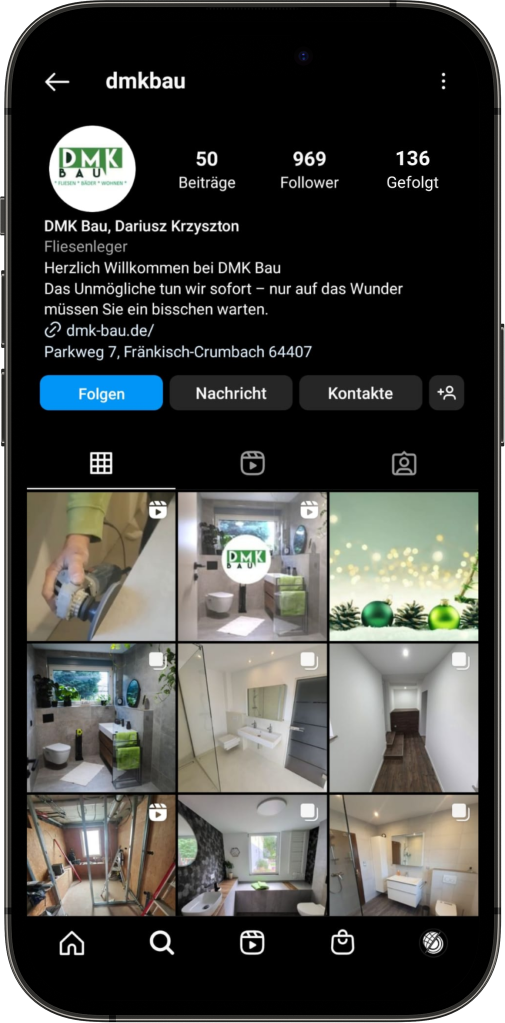 dmkbau
DMK
BAU
* FLIESEN * BÄDER * WOHNEN *
50
Beiträge
969
Follower
136
Gefolgt
DMK Bau, Dariusz Krzyszton
Fliesenleger
Herzlich Willkommen bei DMK Bau
Das Unmögliche tun wir sofort – nur auf das Wunder
müssen Sie ein bisschen warten.
dmk-bau.de/
Parkweg 7, Fränkisch-Crumbach 64407
Folgen
Nachricht
Kontakte
DMK
BAU